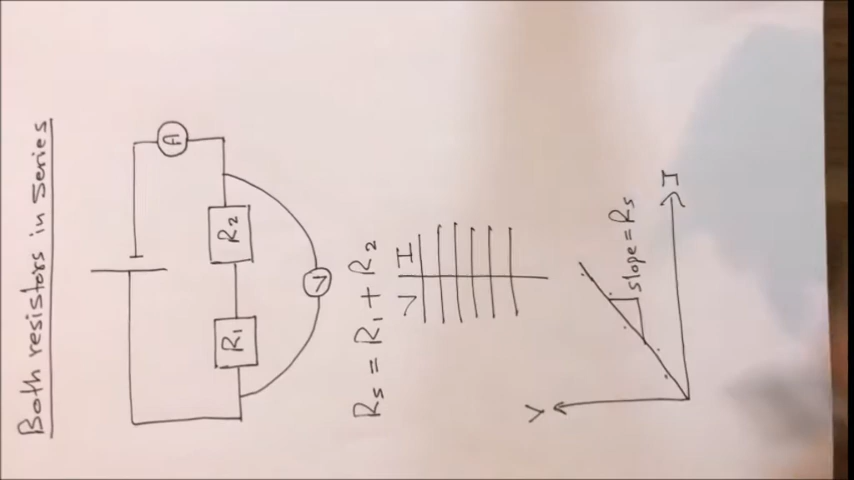 Both resistors in series
A
R1 R2
V
Rs = R1 + R2
V I
V
slope = Rs
I